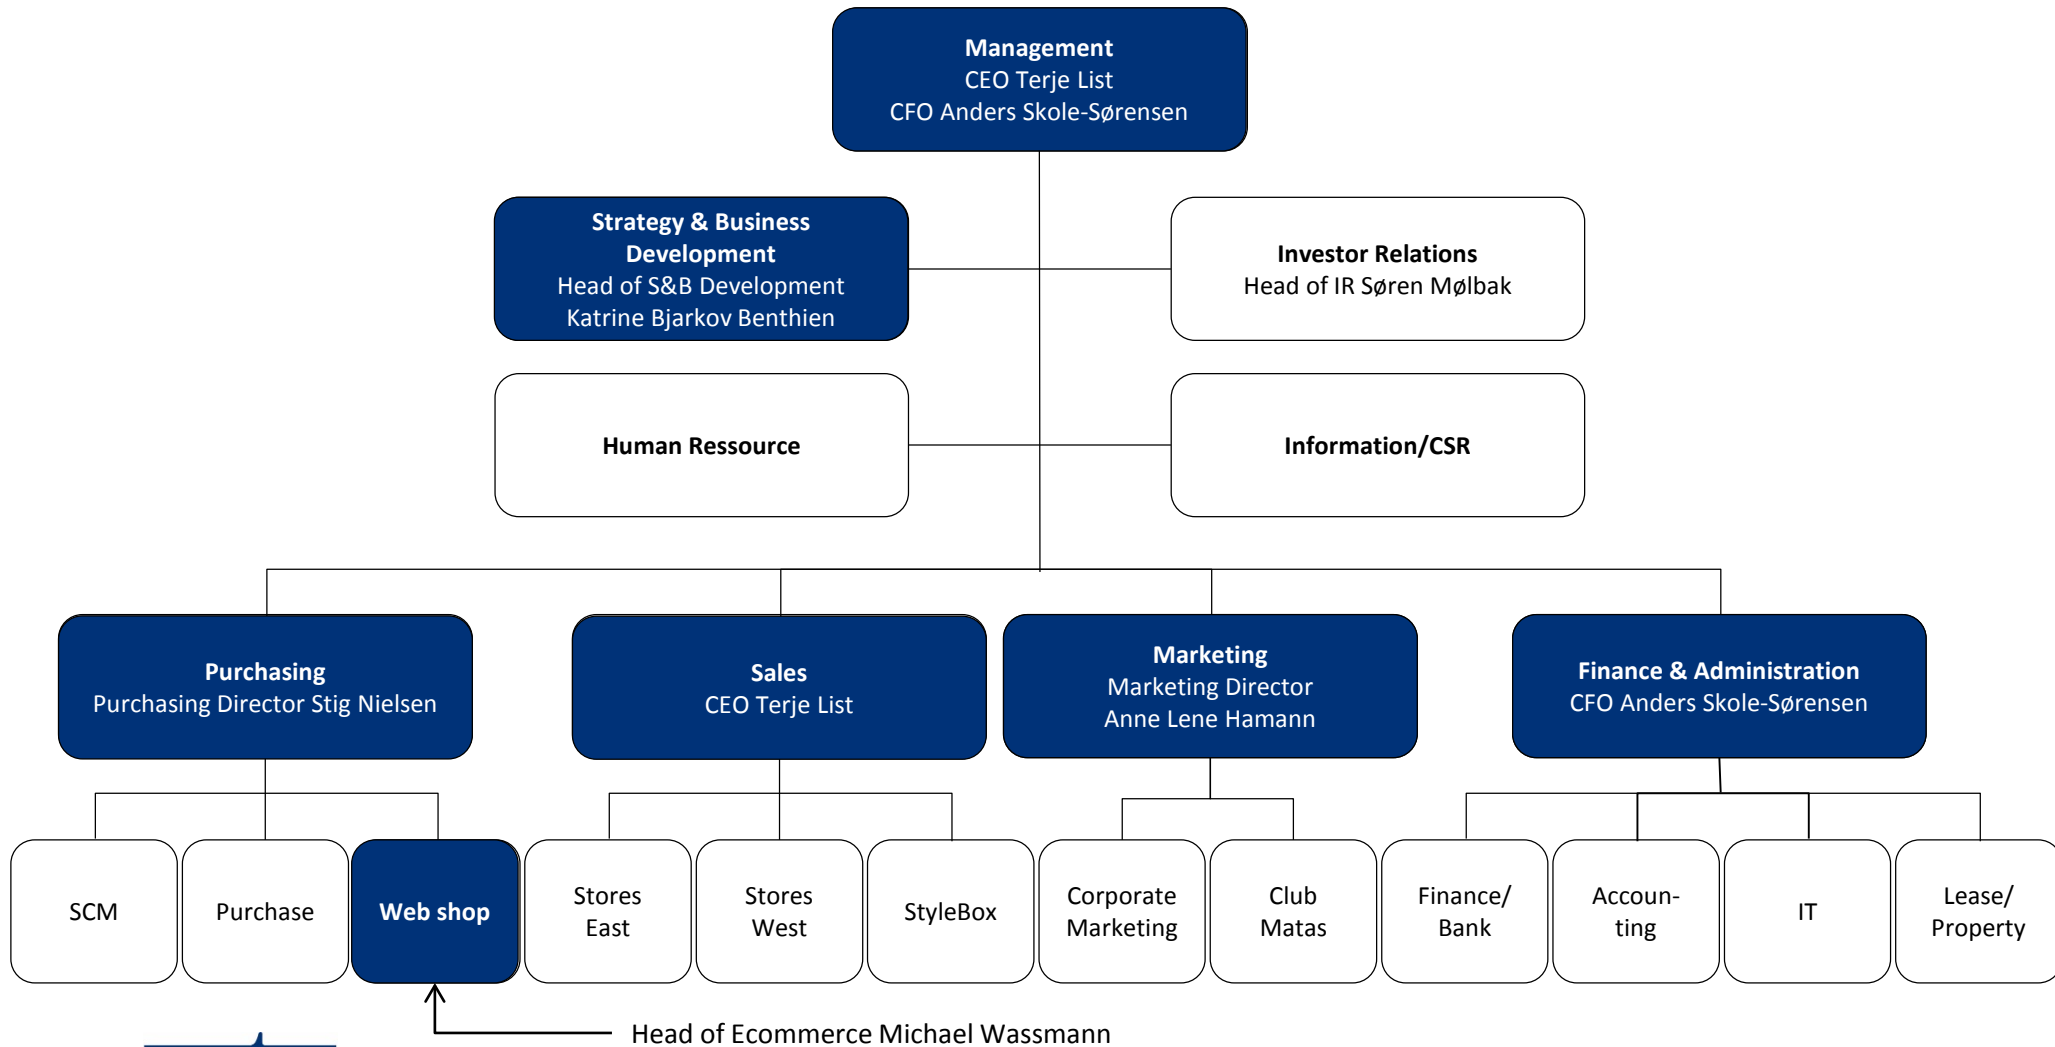 Management
CEO Terje List
CFO Anders Skole-Sørensen
Strategy & Business
Development
Head of S&B Development
Katrine Bjarkov Benthien
Investor Relations
Head of IR Søren Mølbak
Human Ressource
Information/CSR
Purchasing
Purchasing Director Stig Nielsen
Sales
CEO Terje List
Marketing
Marketing Director
Anne Lene Hamann
Finance & Administration
CFO Anders Skole-Sørensen
SCM
Purchase
Web shop
Stores
East
Stores
West
StyleBox
Corporate
Marketing
Club
Matas
Finance/
Bank
Accoun-
ting
IT
Lease/
Property
Head of Ecommerce Michael Wassmann